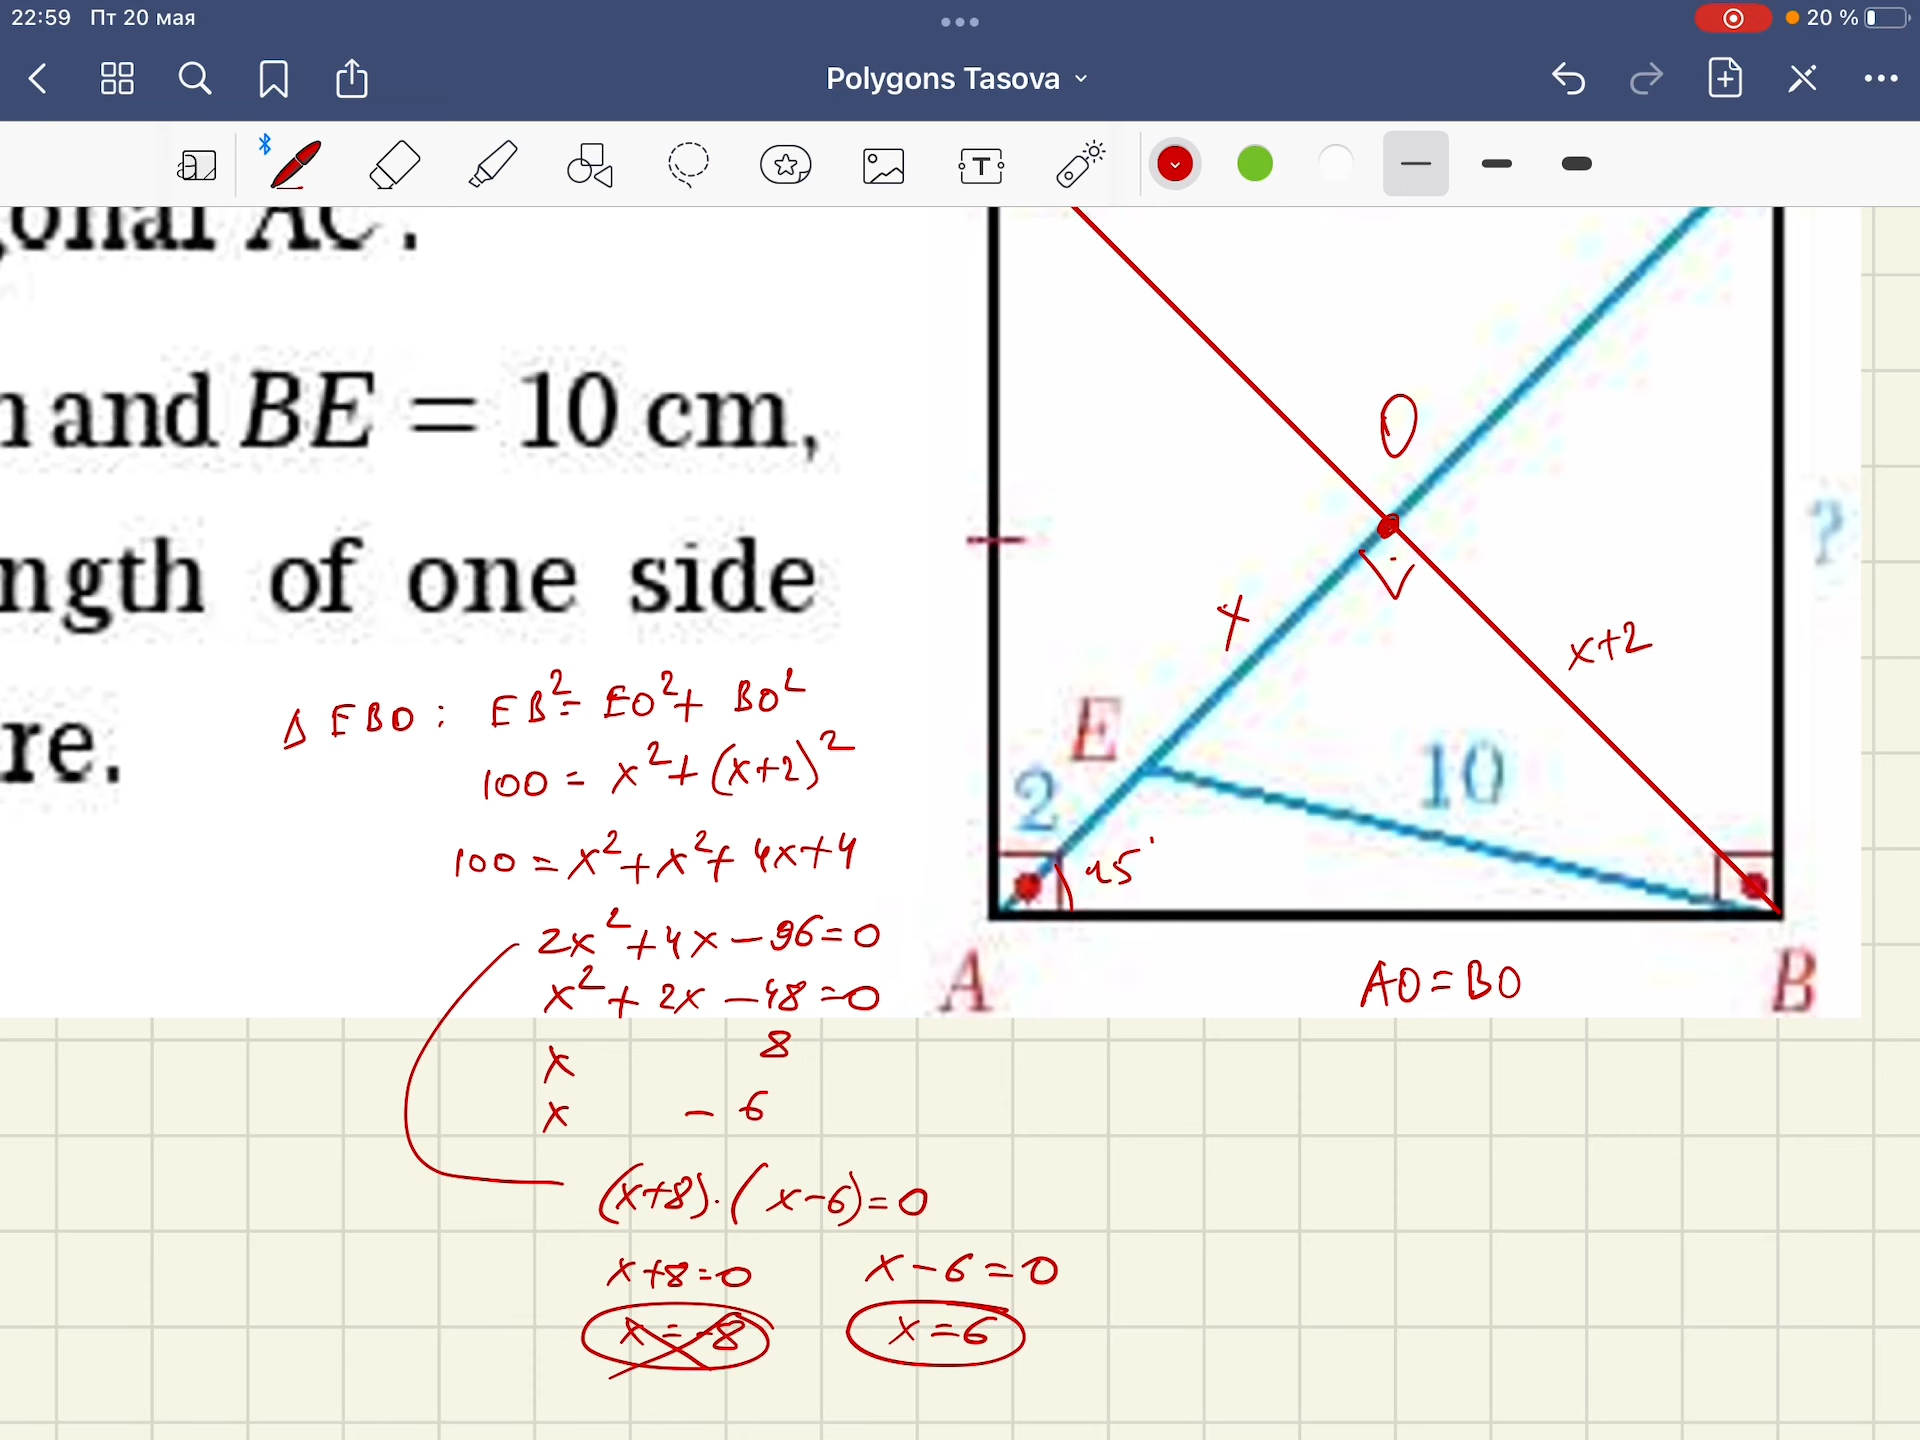 22:59 Пт 20 мая
20 %
Polygons Tasova
onal AC.
and BE = 10 cm,
ngth of one side
re.
O
?
x
x+2
E
10
2
45°
A
B
AO=BO
Δ EBO : EB²= EO²+ BO²
100 = x²+(x+2)²
100 = x²+x²+4x+4
2x²+4x-96=0
x²+2x-48=0
x 8
x -6
(x+8)·(x-6)=0
x+8=0 x-6=0
x=-8 x=6